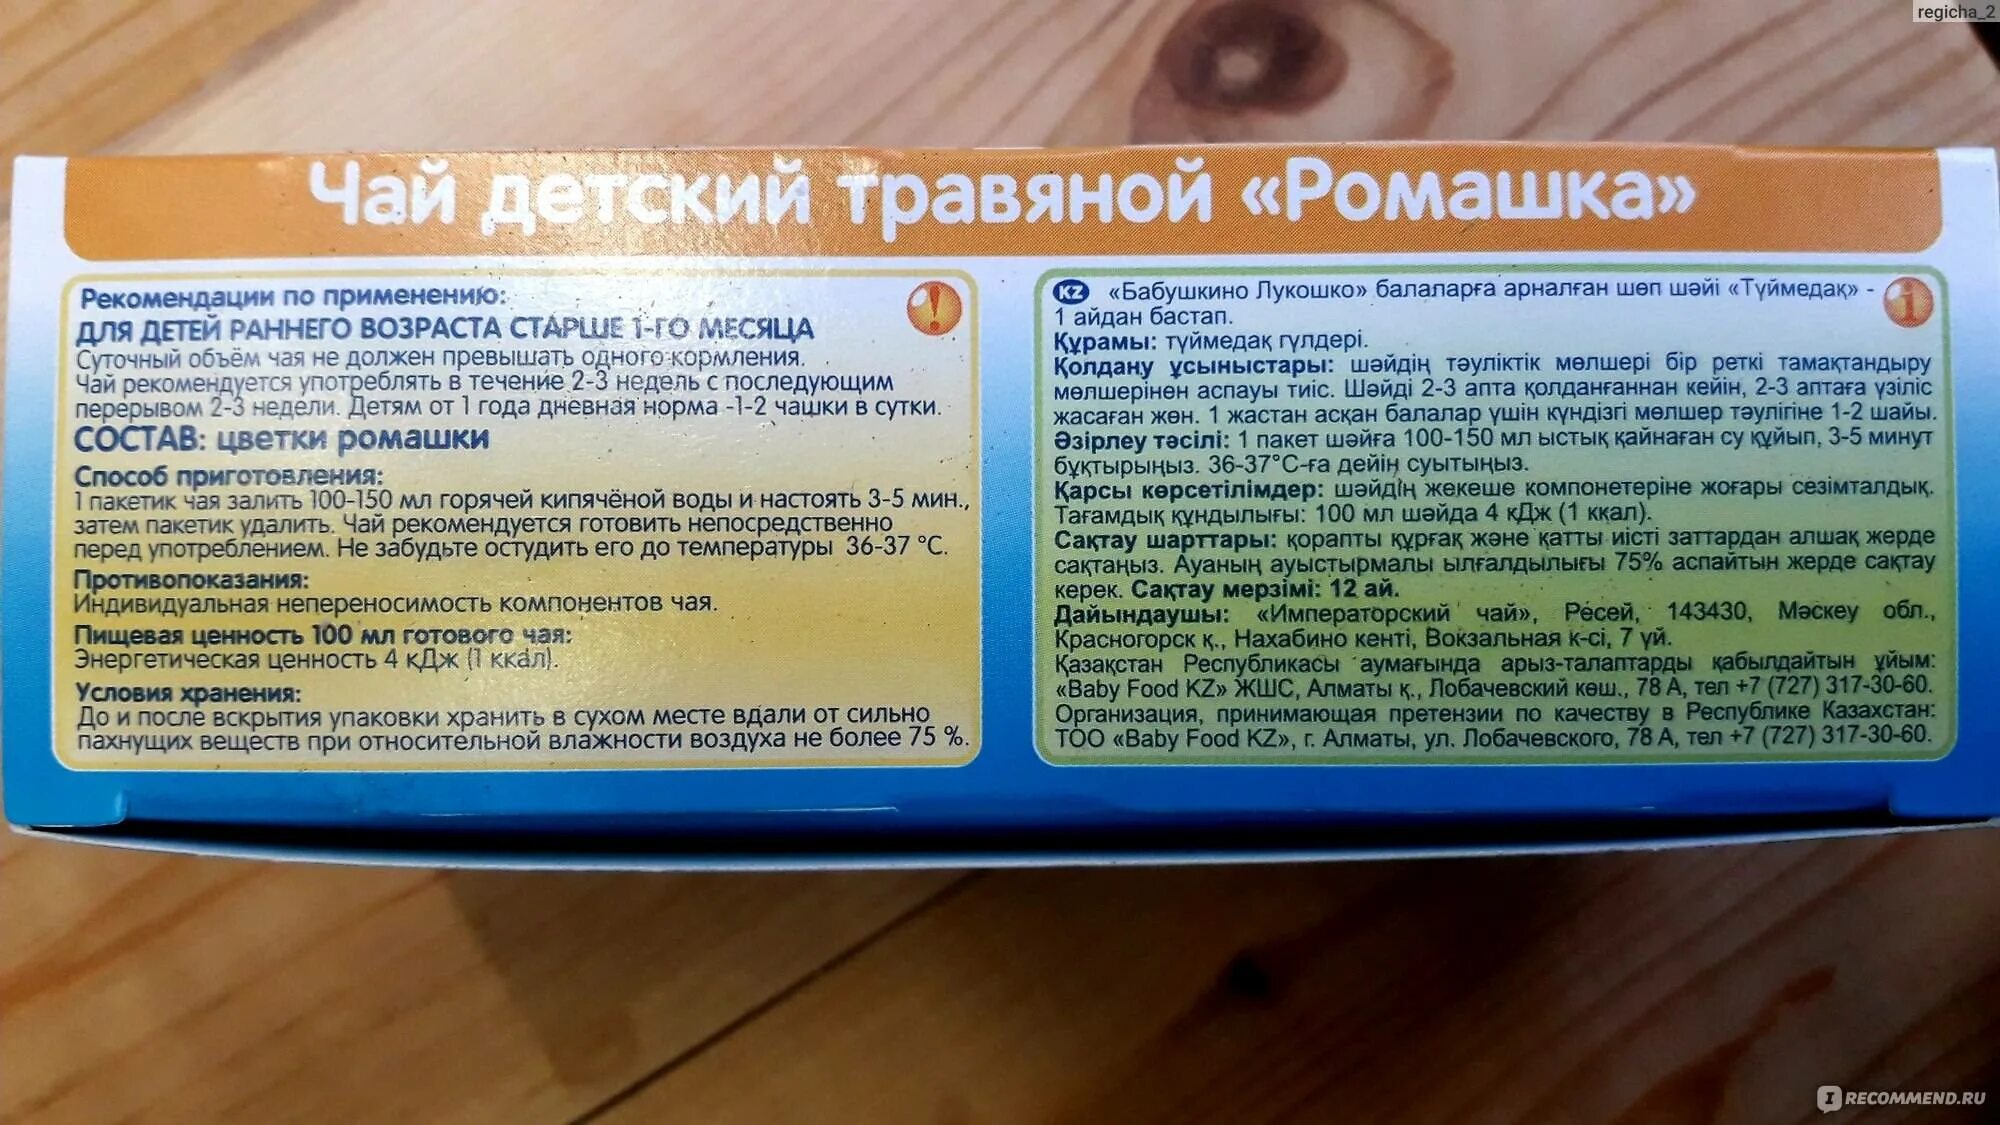 regicha_2
Чай детский травяной «Ромашка»
Рекомендации по применению:
ДЛЯ ДЕТЕЙ РАННЕГО ВОЗРАСТА СТАРШЕ 1-ГО МЕСЯЦА
Суточный объём чая не должен превышать одного кормления.
Чай рекомендуется употреблять в течение 2-3 недель с последующим
перерывом 2-3 недели. Детям от 1 года дневная норма -1-2 чашки в сутки.
СОСТАВ: цветки ромашки
Способ приготовления:
1 пакетик чая залить 100-150 мл горячей кипячёной воды и настоять 3-5 мин.,
затем пакетик удалить. Чай рекомендуется готовить непосредственно
перед употреблением. Не забудьте остудить его до температуры 36-37 °С.
Противопоказания:
Индивидуальная непереносимость компонентов чая.
Пищевая ценность 100 мл готового чая:
Энергетическая ценность 4 кДж (1 ккал).
Условия хранения:
До и после вскрытия упаковки хранить в сухом месте вдали от сильно
пахнущих веществ при относительной влажности воздуха не более 75 %.
KZ «Бабушкино Лукошко» балаларға арналған шөп шәйі «Түймедақ» -
1 айдан бастап.
Құрамы: түймедақ гүлдері.
Қолдану ұсыныстары: шәйдің тәуліктік мөлшері бір реткі тамақтандыру
мөлшерінен аспауы тиіс. Шәйді 2-3 апта қолданғаннан кейін, 2-3 аптаға үзіліс
жасаған жөн. 1 жастан асқан балалар үшін күндізгі мөлшер тәулігіне 1-2 шайы.
Әзірлеу тәсілі: 1 пакет шәйға 100-150 мл ыстық қайнаған су құйып, 3-5 минут
бұқтырыңыз. 36-37°С-ға дейін суытыңыз.
Қарсы көрсетілімдер: шәйдің жекеше компонетеріне жоғары сезімталдық.
Тағамдық құндылығы: 100 мл шәйда 4 кДж (1 ккал).
Сақтау шарттары: қорапты құрғақ және қатты иісті заттардан алшақ жерде
сақтаңыз. Ауаның ауыстырмалы ылғалдылығы 75% аспайтын жерде сақтау
керек. Сақтау мерзімі: 12 ай.
Дайындаушы: «Императорский чай», Ресей, 143430, Мәскеу обл.,
Красногорск қ., Нахабино кенті, Вокзальная к-сі, 7 үй.
Қазақстан Республикасы аумағында арыз-талаптарды қабылдайтын ұйым:
«Baby Food KZ» ЖШС, Алматы қ., Лобачевский көш., 78 А, тел +7 (727) 317-30-60.
Организация, принимающая претензии по качеству в Республике Казахстан:
ТОО «Baby Food KZ», г. Алматы, ул. Лобачевского, 78 А, тел +7 (727) 317-30-60.
IRECOMMEND.RU